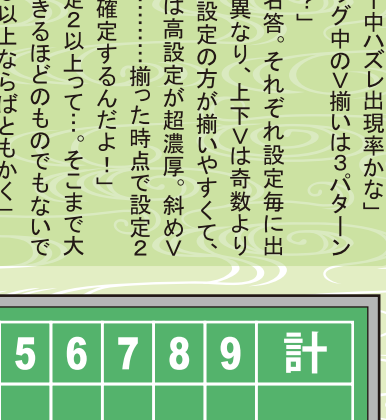 中ハズレ出現率かな」
グ中のV揃いは3パターン
?」
名答。それぞれ設定毎に出
異なり、上下Vは奇数より
設定の方が揃いやすくて、
は高設定が超濃厚。斜めV
………揃った時点で設定2
確定するんだよ!」
定2以上って…。そこまで大
きるほどのものでもないで
以上ならばともかく」
5 6 7 8 9 計